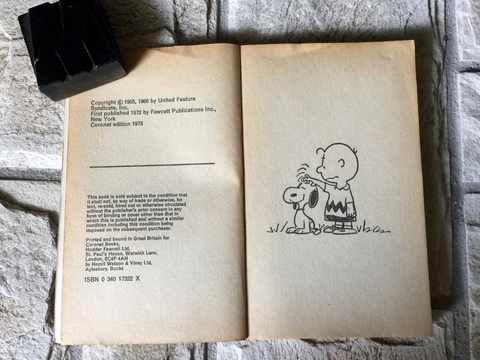 Copyright © 1965, 1966 by United Feature
Syndicate, Inc.
First published 1972 by Fawcett Publications Inc.,
New York
Coronet edition 1973
This book is sold subject to the condition that
it shall not, by way of trade or otherwise, be
lent, re-sold, hired out or otherwise circulated
without the publisher's prior consent in any
form of binding or cover other than that in
which this is published and without a similar
condition including this condition being
imposed on the subsequent purchaser.
Printed and bound in Great Britain for
Coronet Books,
Hodder Fawcett Ltd,
St. Paul's House, Warwick Lane,
London, EC4P 4AH
by Hazell Watson & Viney Ltd,
Aylesbury, Bucks
ISBN 0 340 17322 X